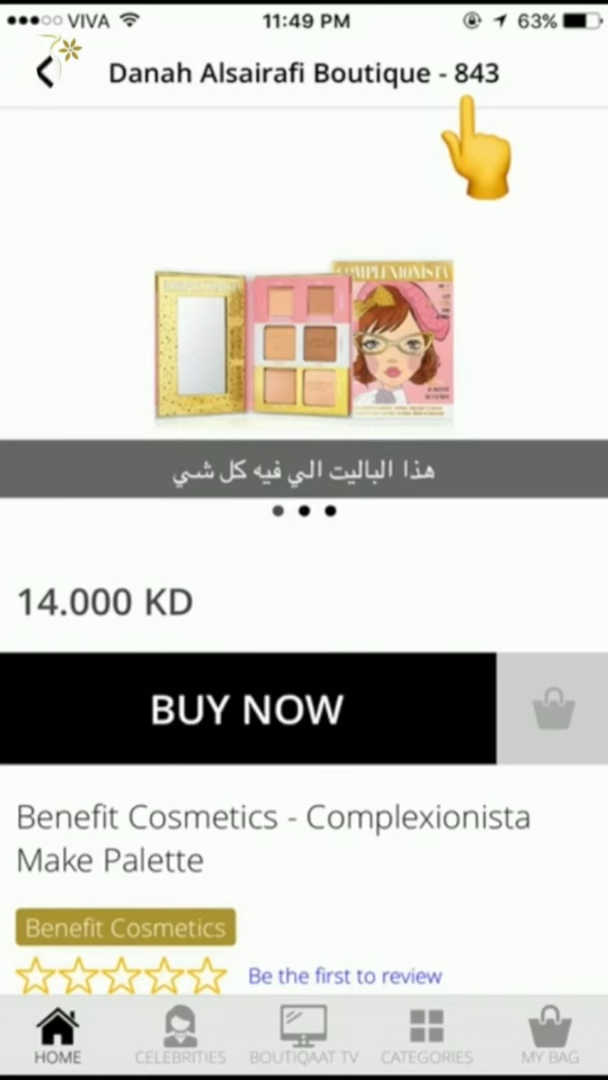 VIVA 11:49 PM 63%
Danah Alsairafi Boutique - 843
COMPLEXIONISTA
هذا الباليت الي فيه كل شي
14.000 KD
BUY NOW
Benefit Cosmetics - Complexionista
Make Palette
Benefit Cosmetics
Be the first to review
HOME CELEBRITIES BOUTIQAAT TV CATEGORIES MY BAG